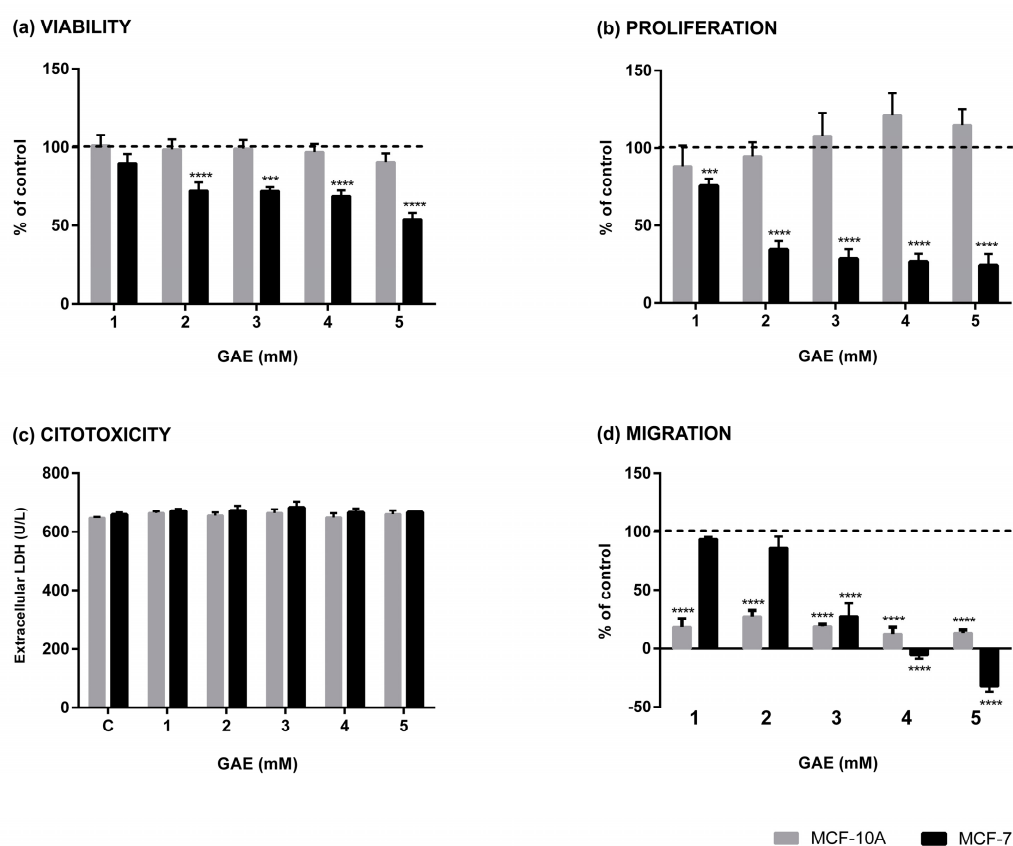 (a) VIABILITY
150
100
50
0
% of control
****
***
****
****
1 2 3 4 5
GAE (mM)
(b) PROLIFERATION
150
100
50
0
% of control
***
****
****
****
****
1 2 3 4 5
GAE (mM)
(c) CITOTOXICITY
800
600
400
200
0
Extracellular LDH (U/L)
C 1 2 3 4 5
GAE (mM)
(d) MIGRATION
150
100
50
0
-50
% of control
****
****
****
****
****
****
****
****
1 2 3 4 5
GAE (mM)
MCF-10A MCF-7